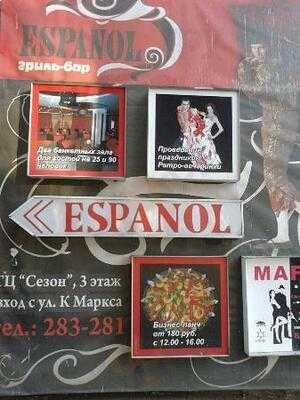 ESPANOL
гриль-бар
Два банкетных зала
для гостей на 25 и 90
человек
Проведение
праздников
Ретро-вечеринки
ESPANOL
ТЦ "Сезон", 3 этаж
вход с ул. К Маркса
тел.: 283-281
Бизнес-ланч
от 180 руб.
с 12.00 - 16.00
МАР